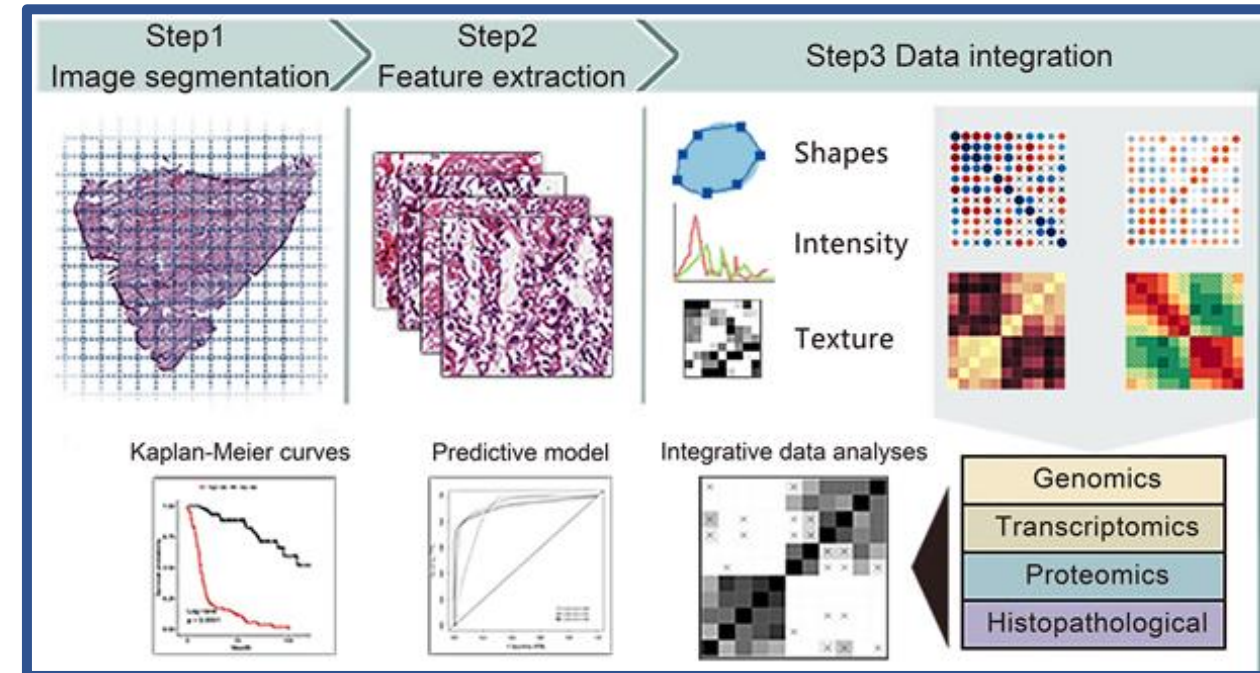 Step1
Image segmentation
Step2
Feature extraction
Step3 Data integration
Shapes
Intensity
Texture
Kaplan-Meier curves
Predictive model
Integrative data analyses
Genomics
Transcriptomics
Proteomics
Histopathological